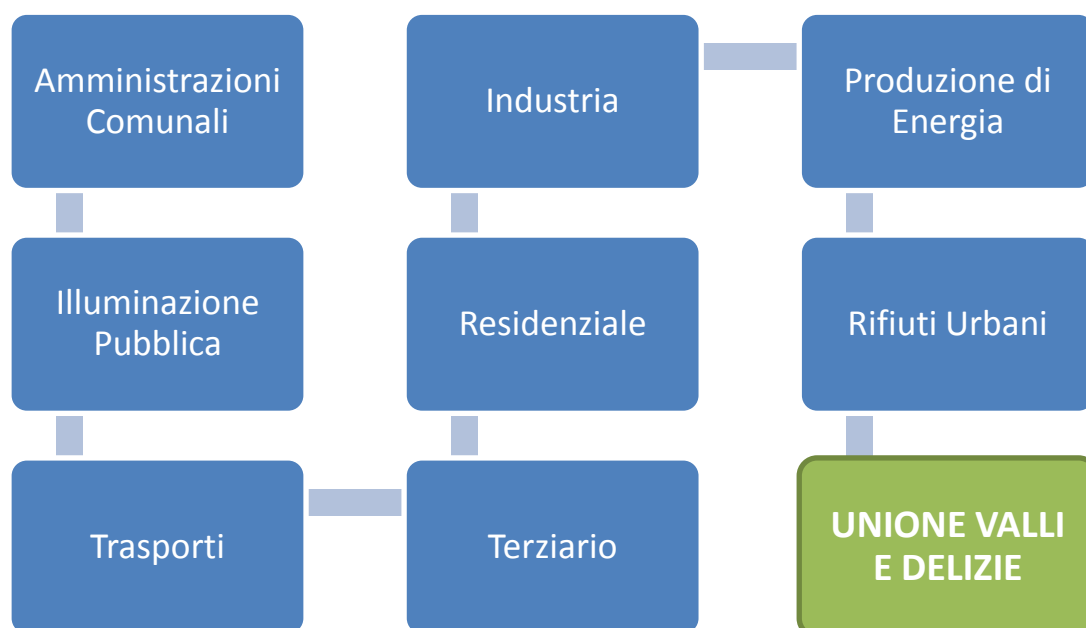 Amministrazioni
Comunali
Illuminazione
Pubblica
Trasporti
Terziario
Residenziale
Industria
Produzione di
Energia
Rifiuti Urbani
UNIONE VALLI
E DELIZIE